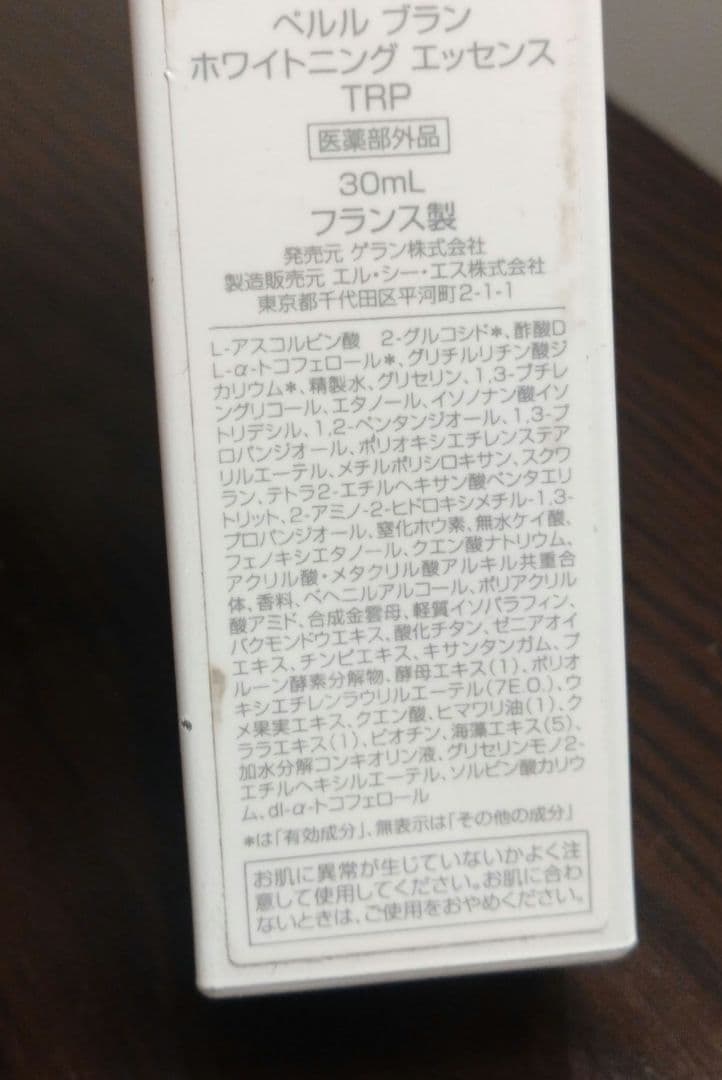 ペルル ブラン
ホワイトニング エッセンス
TRP
医薬部外品
30mL
フランス製
発売元 ゲラン株式会社
製造販売元 エル・シー・エス株式会社
東京都千代田区平河町2-1-1
L-アスコルビン酸 2-グルコシド*、酢酸D
L-α-トコフェロール*、グリチルリチン酸ジ
カリウム*、精製水、グリセリン、1,3-ブチレ
ングリコール、エタノール、イソノナン酸イソ
トリデシル、1,2-ペンタンジオール、1,3-プ
ロパンジオール、ポリオキシエチレンステア
リルエーテル、メチルポリシロキサン、スクワ
ラン、テトラ2-エチルヘキサン酸ペンタエリ
トリット、2-アミノ-2-ヒドロキシメチル-1,3-
プロパンジオール、窒化ホウ素、無水ケイ酸、
フェノキシエタノール、クエン酸ナトリウム、
アクリル酸・メタクリル酸アルキル共重合
体、香料、ベヘニルアルコール、ポリアクリル
酸アミド、合成金雲母、軽質イソパラフィン、
バクモンドウエキス、酸化チタン、ゼニアオイ
エキス、チンピエキス、キサンタンガム、プ
ルーン酵素分解物、酵母エキス(1)、ポリオ
キシエチレンラウリルエーテル(7E.O.)、ウ
メ果実エキス、クエン酸、ヒマワリ油(1)、ク
ララエキス(1)、ビオチン、海藻エキス(5)、
加水分解コンキオリン液、グリセリンモノ2-
エチルヘキシルエーテル、ソルビン酸カリウ
ム、dl-α-トコフェロール
*は「有効成分」、無表示は「その他の成分」
お肌に異常が生じていないかよく注
意して使用してください。お肌に合わ
ないときは、ご使用をおやめください。